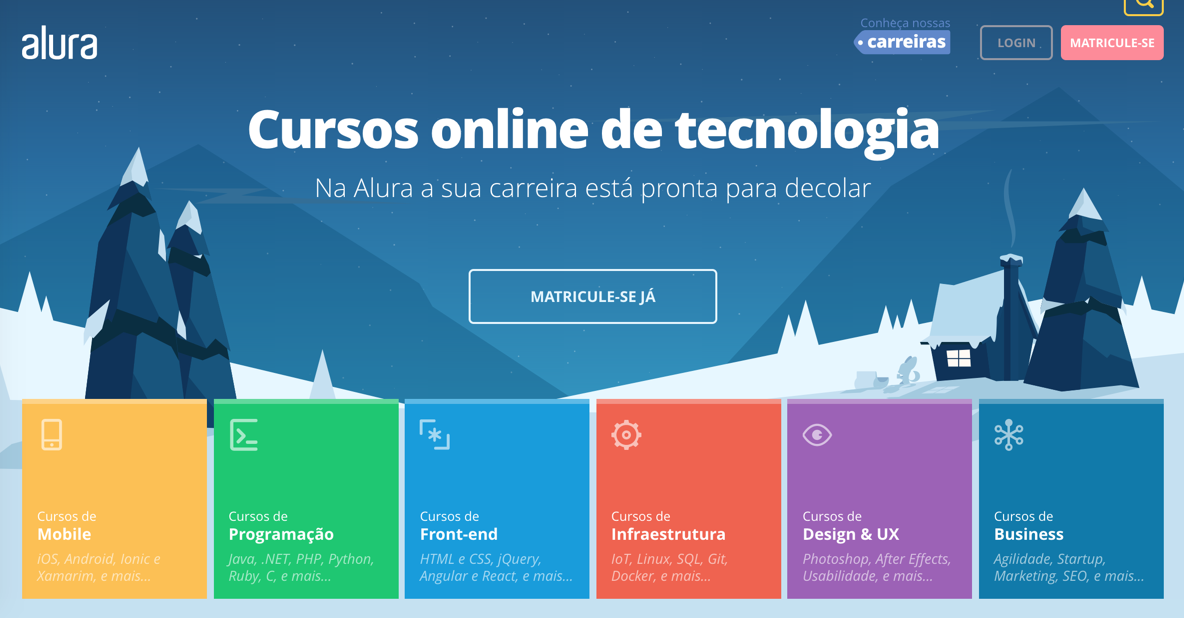 alura
Conheça nossas
carreiras
LOGIN
MATRICULE-SE
Cursos online de tecnologia
Na Alura a sua carreira está pronta para decolar
MATRICULE-SE JÁ
Cursos de
Mobile
iOS, Android, Ionic e
Xamarim, e mais...
Cursos de
Programação
Java, .NET, PHP, Python,
Ruby, C, e mais...
Cursos de
Front-end
HTML e CSS, jQuery,
Angular e React, e mais...
Cursos de
Infraestrutura
IoT, Linux, SQL, Git,
Docker, e mais...
Cursos de
Design & UX
Photoshop, After Effects,
Usabilidade, e mais...
Cursos de
Business
Agilidade, Startup,
Marketing, SEO, e mais...